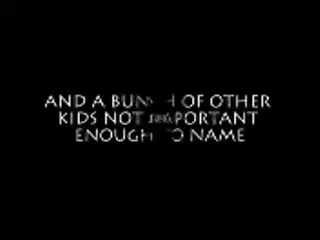 AND A BUNCH OF OTHER
KIDS NOT IMPORTANT
ENOUGH TO NAME